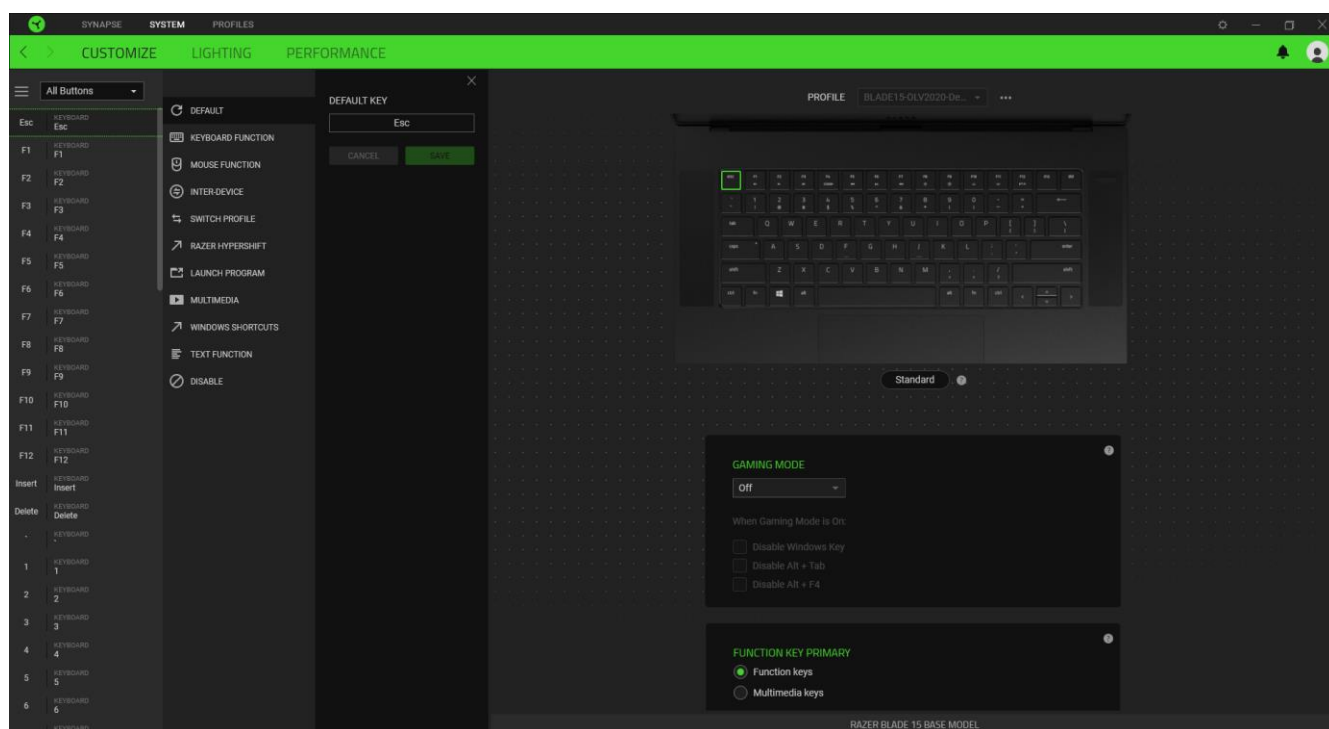 SYNAPSE SYSTEM PROFILES
CUSTOMIZE LIGHTING PERFORMANCE
All Buttons
Esc KEYBOARD
Esc
F1 KEYBOARD
F1
F2 KEYBOARD
F2
F3 KEYBOARD
F3
F4 KEYBOARD
F4
F5 KEYBOARD
F5
F6 KEYBOARD
F6
F7 KEYBOARD
F7
F8 KEYBOARD
F8
F9 KEYBOARD
F9
F10 KEYBOARD
F10
F11 KEYBOARD
F11
F12 KEYBOARD
F12
Insert KEYBOARD
Insert
Delete KEYBOARD
Delete
KEYBOARD
1 KEYBOARD
1
2 KEYBOARD
2
3 KEYBOARD
3
4 KEYBOARD
4
5 KEYBOARD
5
6 KEYBOARD
6
KEYBOARD
DEFAULT
KEYBOARD FUNCTION
MOUSE FUNCTION
INTER-DEVICE
SWITCH PROFILE
RAZER HYPERSHIFT
LAUNCH PROGRAM
MULTIMEDIA
WINDOWS SHORTCUTS
TEXT FUNCTION
DISABLE
DEFAULT KEY
Esc
CANCEL SAVE
PROFILE BLADE15-OLV2020-De...
Q W E R T Y U I O P
A S D F G H J K L
Z X C V B N M
Standard
GAMING MODE
Off
When Gaming Mode is On:
Disable Windows Key
Disable Alt + Tab
Disable Alt + F4
FUNCTION KEY PRIMARY
Function keys
Multimedia keys
RAZER BLADE 15 BASE MODEL